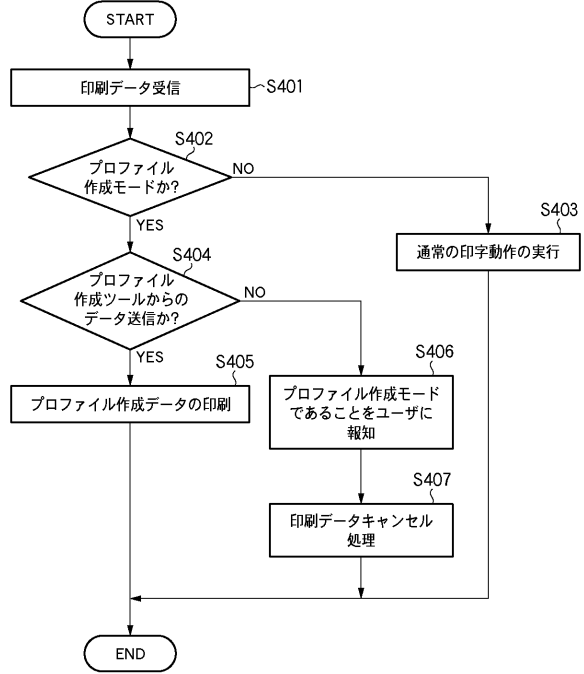 START
印刷データ受信
S401
S402
プロファイル
作成モードか?
NO
YES
S403
通常の印字動作の実行
S404
プロファイル
作成ツールからの
データ送信か?
NO
YES
S405
プロファイル作成データの印刷
S406
プロファイル作成モード
であることをユーザに
報知
S407
印刷データキャンセル
処理
END